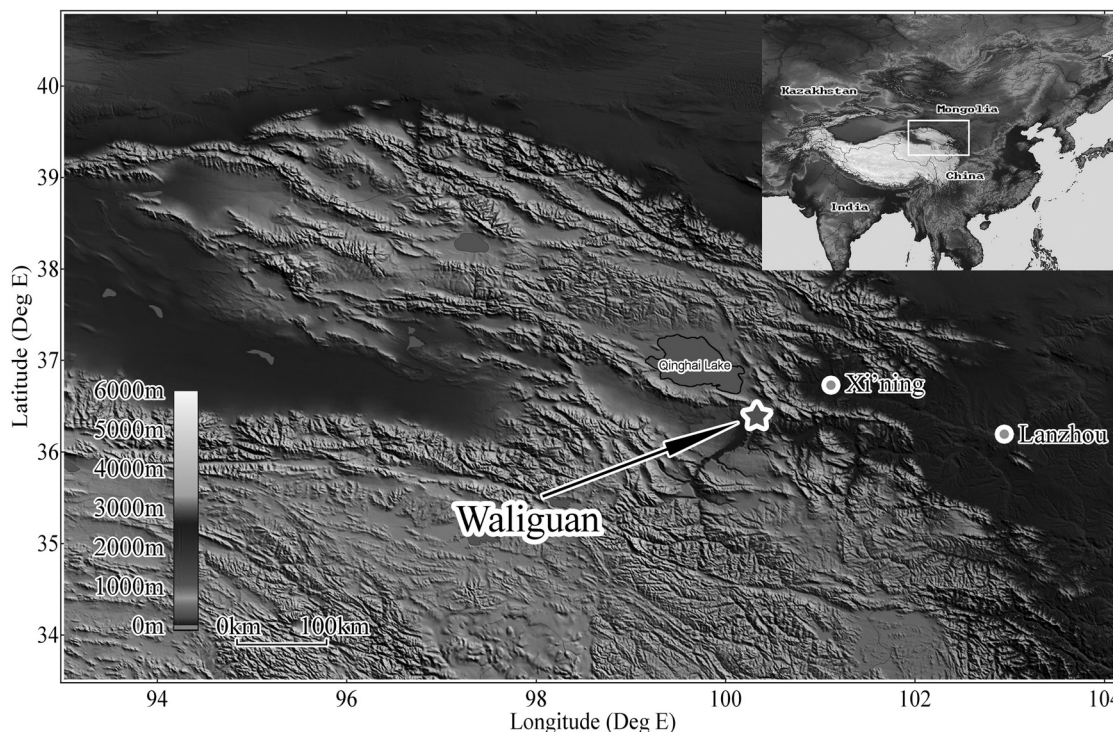 Kazakhstan
Mongolia
China
India
Latitude (Deg E)
40
39
38
37
36
35
34
Qinghai Lake
Xi'ning
Lanzhou
Waliguan
6000m
5000m
4000m
3000m
2000m
1000m
0m
0km 100km
94 96 98 100 102 104
Longitude (Deg E)